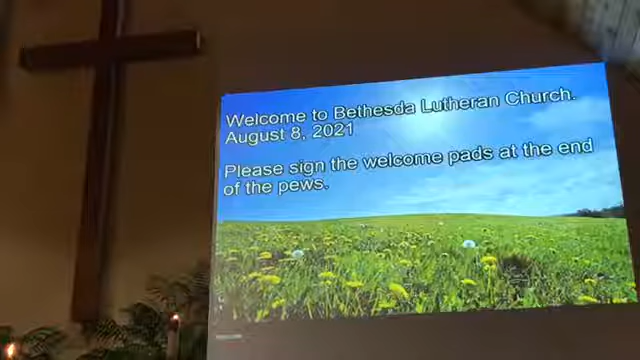 Welcome to Bethesda Lutheran Church.
August 8, 2021
Please sign the welcome pads at the end
of the pews.